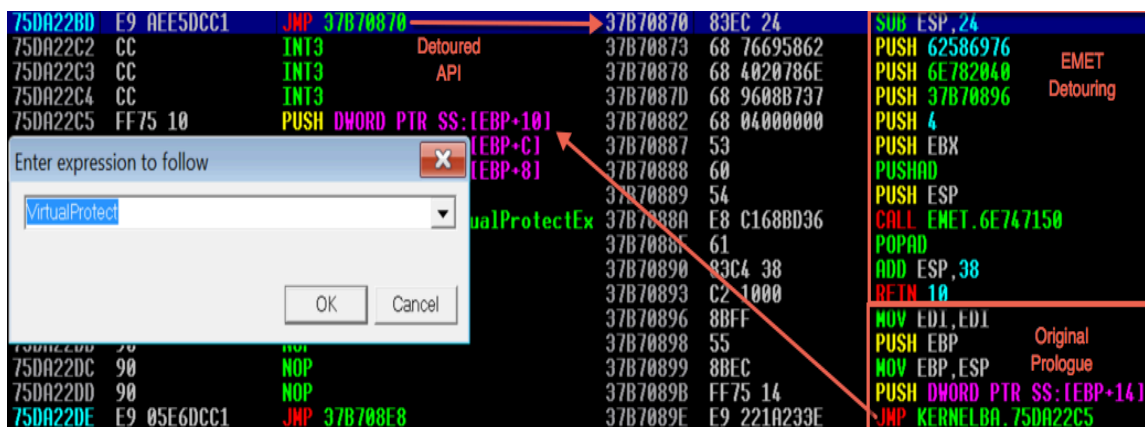 75DA22BD E9 AEE5DCC1 JMP 37B70870
75DA22C2 CC INT3
75DA22C3 CC INT3
75DA22C4 CC INT3
75DA22C5 FF75 10 PUSH DWORD PTR SS:[EBP+10]
[EBP+C]
[EBP+8]
ualProtectEx
75DA22DC 90 NOP
75DA22DD 90 NOP
75DA22DE E9 05E6DCC1 JMP 37B708E8
Detoured
API
Enter expression to follow
VirtualProtect
OK Cancel
37B70870 83EC 24 SUB ESP,24
37B70873 68 76695862 PUSH 62586976
37B70878 68 4020786E PUSH 6E782040
37B7087D 68 9608B737 PUSH 37B70896
37B70882 68 04000000 PUSH 4
37B70887 53 PUSH EBX
37B70888 60 PUSHAD
37B70889 54 PUSH ESP
37B7088A E8 C168BD36 CALL EMET.6E747150
37B7088F 61 POPAD
37B70890 83C4 38 ADD ESP,38
37B70893 C2 1000 RETN 10
37B70896 8BFF MOV EDI,EDI
37B70898 55 PUSH EBP
37B70899 8BEC MOV EBP,ESP
37B7089B FF75 14 PUSH DWORD PTR SS:[EBP+14]
37B7089E E9 221A233E JMP KERNELBA.75DA22C5
EMET
Detouring
Original
Prologue